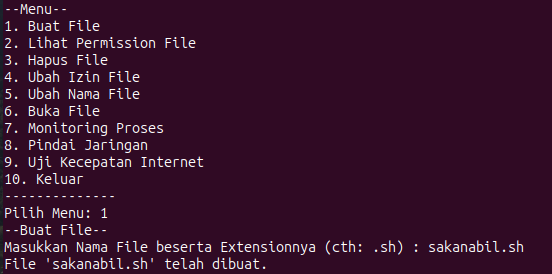 --Menu--
1. Buat File
2. Lihat Permission File
3. Hapus File
4. Ubah Izin File
5. Ubah Nama File
6. Buka File
7. Monitoring Proses
8. Pindai Jaringan
9. Uji Kecepatan Internet
10. Keluar
--------------
Pilih Menu: 1
--Buat File--
Masukkan Nama File beserta Extensionnya (cth: .sh) : sakanabil.sh
File 'sakanabil.sh' telah dibuat.